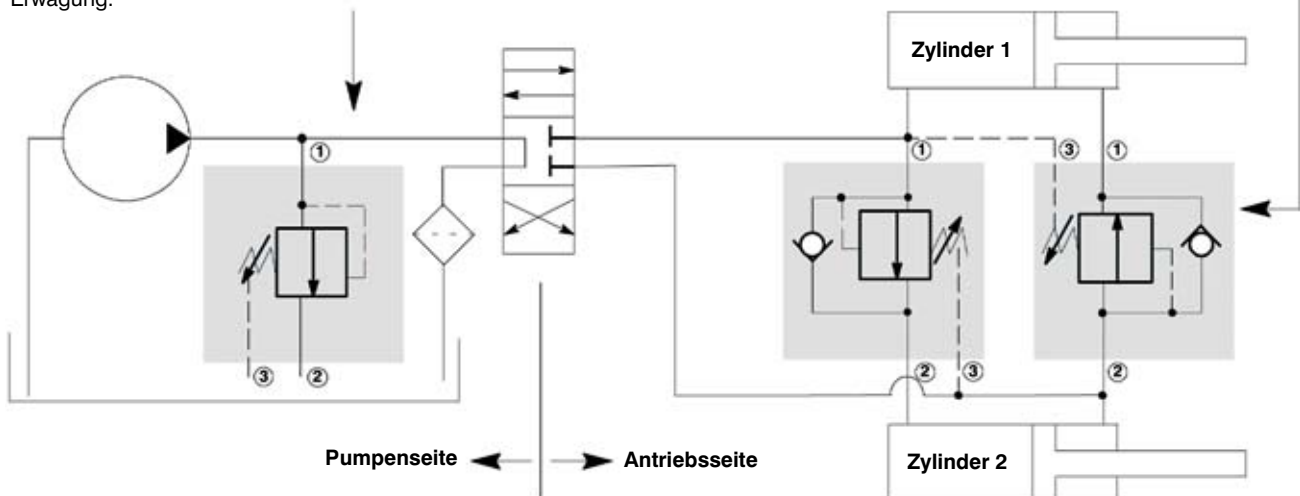 Erwägung.
Zylinder 1
① ① ③ ①
③ ② ② ③ ②
Pumpenseite Antriebsseite
Zylinder 2